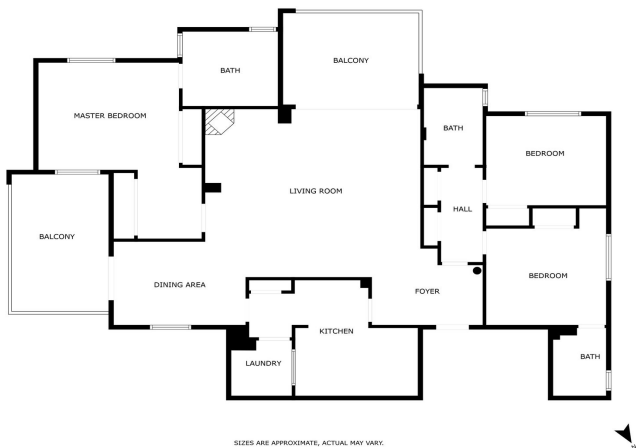 BATH
BALCONY
MASTER BEDROOM
BATH
BEDROOM
LIVING ROOM
HALL
BALCONY
BEDROOM
DINING AREA
FOYER
KITCHEN
LAUNDRY
BATH
N
SIZES ARE APPROXIMATE, ACTUAL MAY VARY.